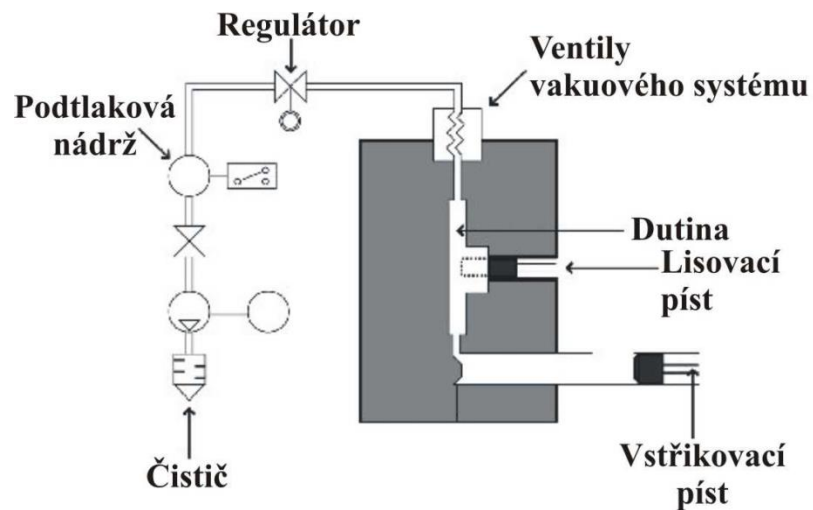 Regulátor
Ventily
vakuového systému
Podtlaková
nádrž
Dutina
Lisovací
píst
Čistič
Vstřikovací
píst